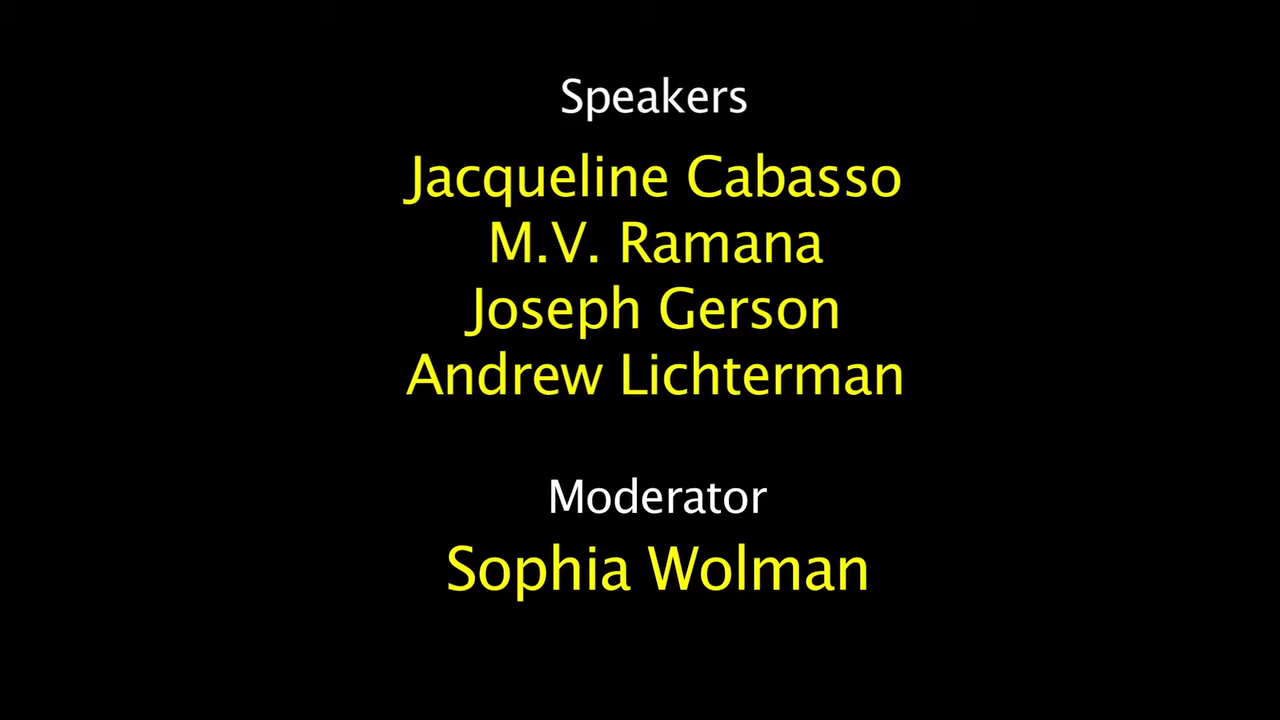 Speakers
Jacqueline Cabasso
M.V. Ramana
Joseph Gerson
Andrew Lichterman
Moderator
Sophia Wolman